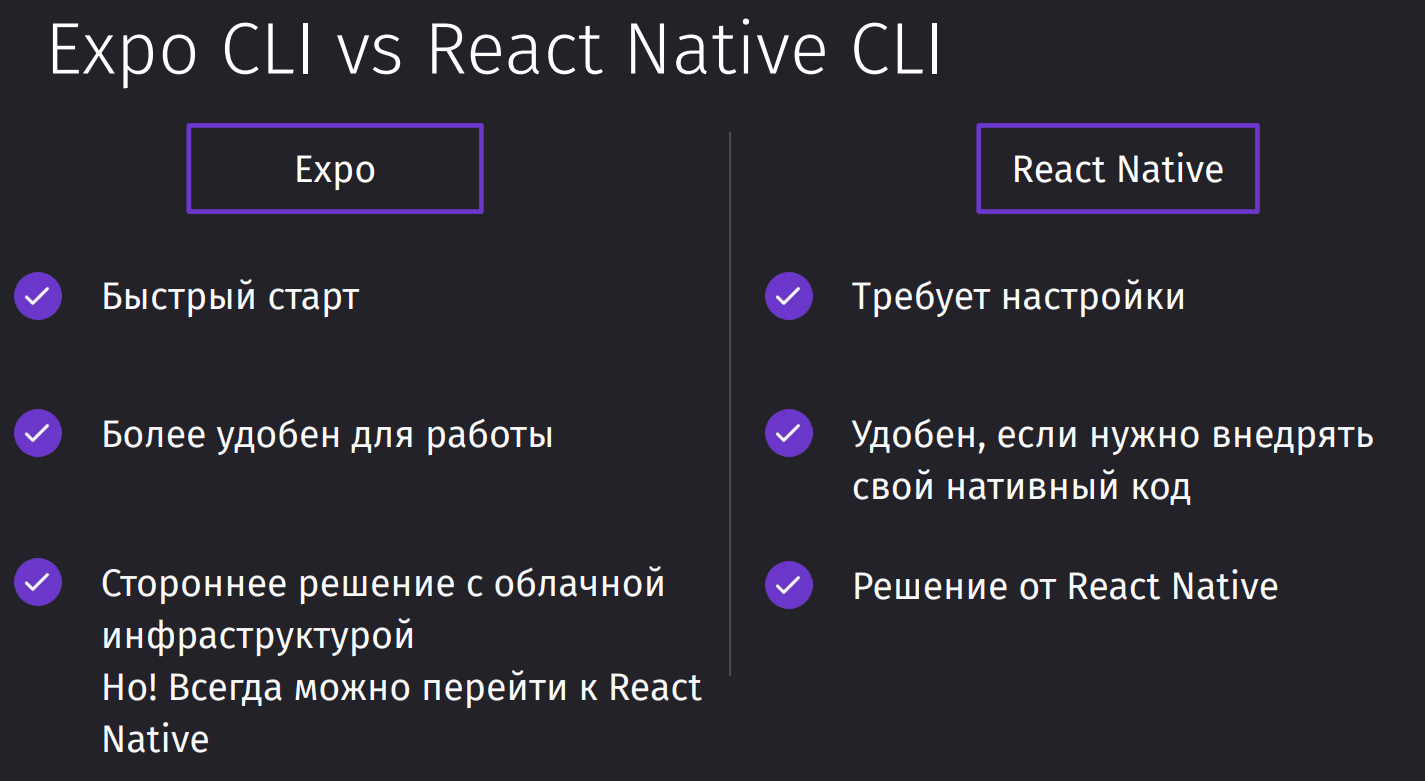 Expo CLI vs React Native CLI
Expo
Быстрый старт
Более удобен для работы
Стороннее решение с облачной
инфраструктурой
Но! Всегда можно перейти к React
Native
React Native
Требует настройки
Удобен, если нужно внедрять
свой нативный код
Решение от React Native